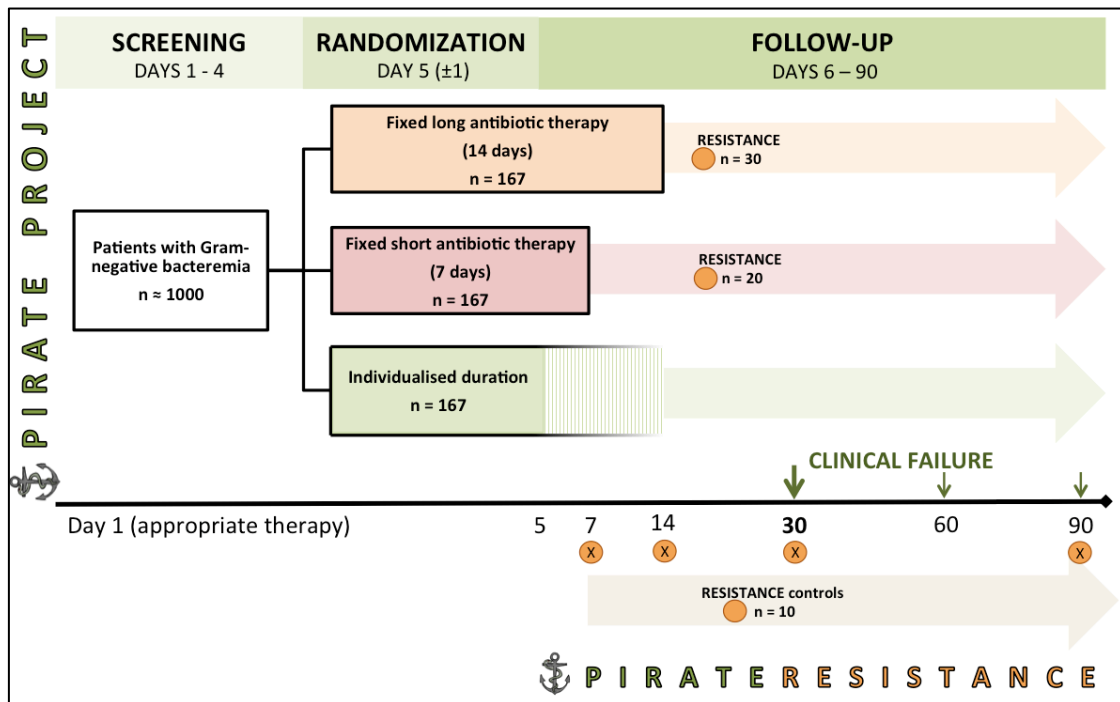 PIRATE PROJECT
SCREENING
DAYS 1 - 4
RANDOMIZATION
DAY 5 (±1)
FOLLOW-UP
DAYS 6 – 90
Fixed long antibiotic therapy
(14 days)
n = 167
RESISTANCE
n = 30
Patients with Gram-
negative bacteremia
n ≈ 1000
Fixed short antibiotic therapy
(7 days)
n = 167
RESISTANCE
n = 20
Individualised duration
n = 167
CLINICAL FAILURE
Day 1 (appropriate therapy) 5 7 14 30 60 90
X X X X
RESISTANCE controls
n = 10
PIRATERESISTANCE